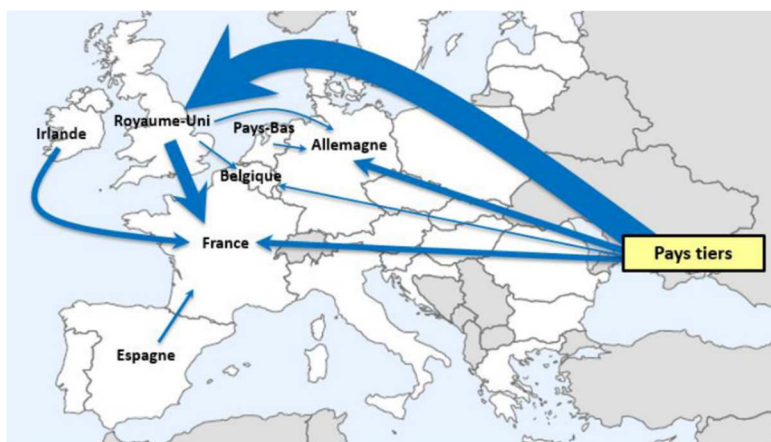 Royaume-Uni
Irlande
Pays-Bas
Allemagne
Belgique
France
Pays tiers
Espagne